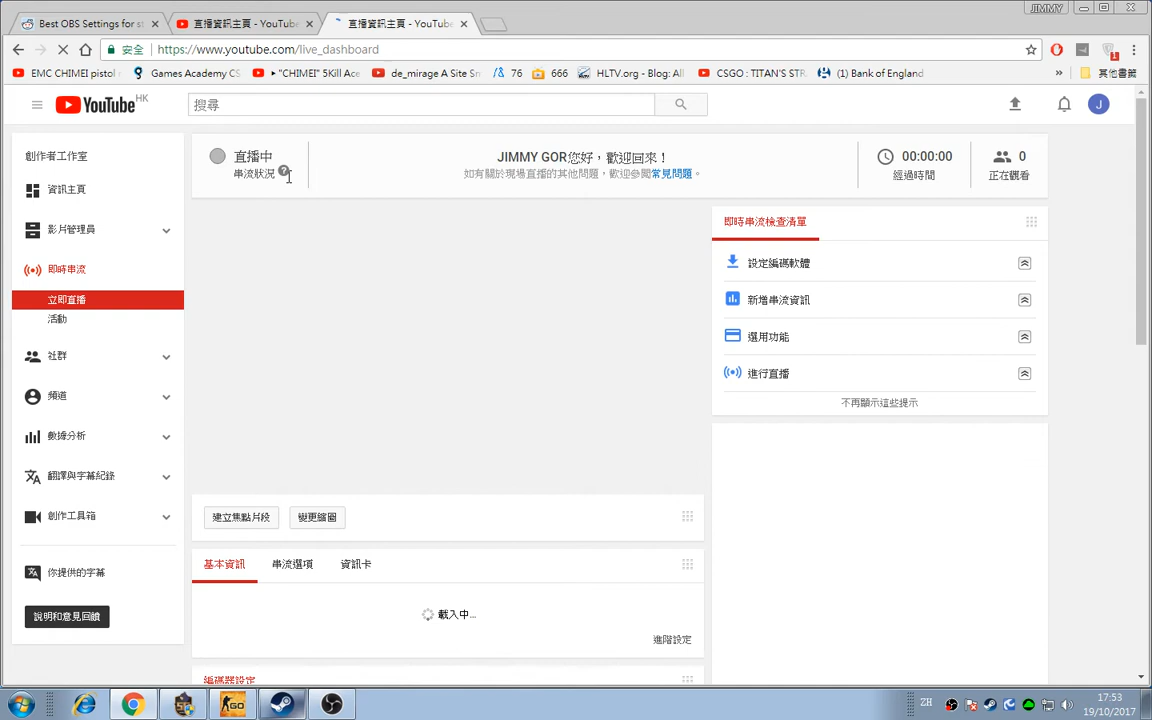 JIMMY
Best OBS Settings for st
直播資訊主頁 - YouTube
直播資訊主頁 - YouTube
安全
https://www.youtube.com/live_dashboard
EMC CHIMEI pistol
Games Academy CS
"CHIMEI" 5Kill Ace
de_mirage A Site Sm
76
666
HLTV.org - Blog: All
CSGO : TITAN'S STR
(1) Bank of England
»
其他書籤
YouTube HK
搜尋
J
創作者工作室
資訊主頁
影片管理員
即時串流
立即直播
活動
社群
頻道
數據分析
翻譯與字幕紀錄
創作工具箱
你提供的字幕
說明和意見回饋
直播中
串流狀況
JIMMY GOR您好，歡迎回來！
如有關於現場直播的其他問題，歡迎參閱常見問題。
00:00:00
經過時間
0
正在觀看
即時串流檢查清單
設定編碼軟體
新增串流資訊
選用功能
進行直播
不再顯示這些提示
建立焦點片段
變更縮圖
基本資訊
串流選項
資訊卡
載入中...
進階設定
編碼器設定
GO
ZH
17:53
19/10/2017